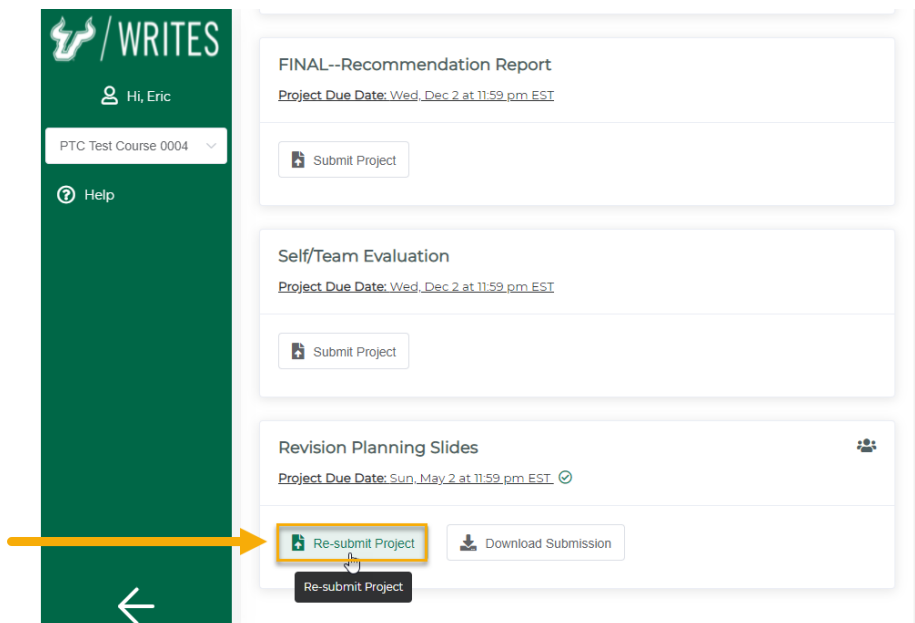 / WRITES
Hi, Eric
PTC Test Course 0004
Help
FINAL--Recommendation Report
Project Due Date: Wed, Dec 2 at 11:59 pm EST
Submit Project
Self/Team Evaluation
Project Due Date: Wed, Dec 2 at 11:59 pm EST
Submit Project
Revision Planning Slides
Project Due Date: Sun, May 2 at 11:59 pm EST
Re-submit Project
Download Submission
Re-submit Project